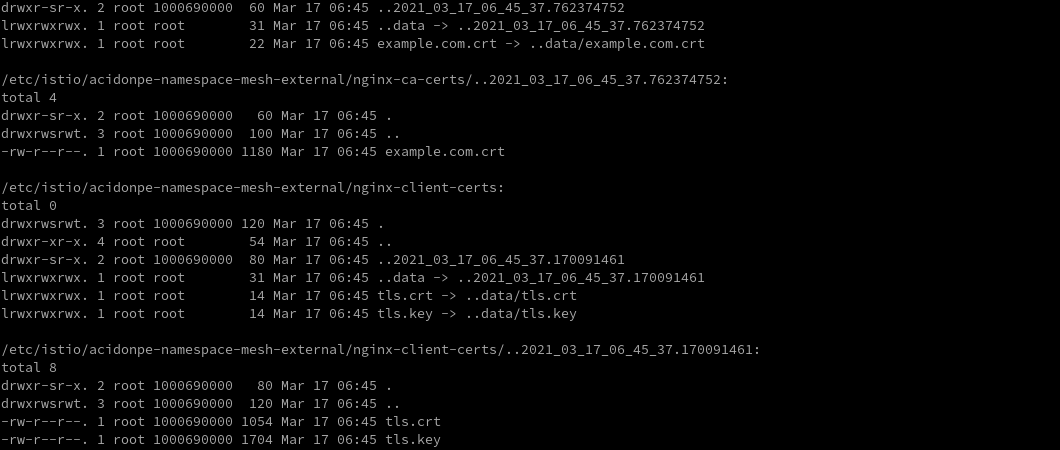 drwxr-sr-x. 2 root 1000690000  60 Mar 17 06:45 ..2021_03_17_06_45_37.762374752
lrwxrwxrwx. 1 root root        31 Mar 17 06:45 ..data -> ..2021_03_17_06_45_37.762374752
lrwxrwxrwx. 1 root root        22 Mar 17 06:45 example.com.crt -> ..data/example.com.crt

/etc/istio/acidonpe-namespace-mesh-external/nginx-ca-certs/..2021_03_17_06_45_37.762374752:
total 4
drwxr-sr-x. 2 root 1000690000   60 Mar 17 06:45 .
drwxrwsrwt. 3 root 1000690000  100 Mar 17 06:45 ..
-rw-r--r--. 1 root 1000690000 1180 Mar 17 06:45 example.com.crt

/etc/istio/acidonpe-namespace-mesh-external/nginx-client-certs:
total 0
drwxrwsrwt. 3 root 1000690000 120 Mar 17 06:45 .
drwxr-xr-x. 4 root root        54 Mar 17 06:45 ..
drwxr-sr-x. 2 root 1000690000  80 Mar 17 06:45 ..2021_03_17_06_45_37.170091461
lrwxrwxrwx. 1 root root        31 Mar 17 06:45 ..data -> ..2021_03_17_06_45_37.170091461
lrwxrwxrwx. 1 root root        14 Mar 17 06:45 tls.crt -> ..data/tls.crt
lrwxrwxrwx. 1 root root        14 Mar 17 06:45 tls.key -> ..data/tls.key

/etc/istio/acidonpe-namespace-mesh-external/nginx-client-certs/..2021_03_17_06_45_37.170091461:
total 8
drwxr-sr-x. 2 root 1000690000   80 Mar 17 06:45 .
drwxrwsrwt. 3 root 1000690000  120 Mar 17 06:45 ..
-rw-r--r--. 1 root 1000690000 1054 Mar 17 06:45 tls.crt
-rw-r--r--. 1 root 1000690000 1704 Mar 17 06:45 tls.key